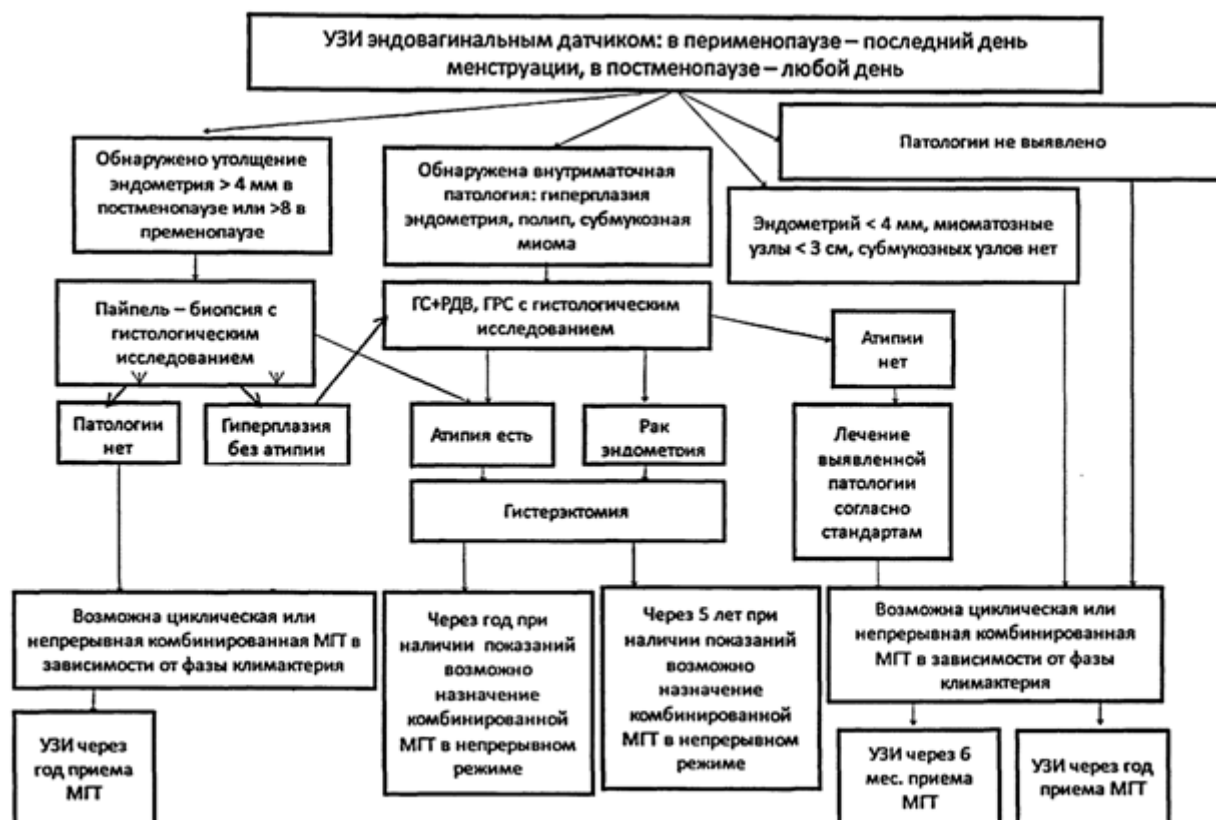 УЗИ эндовагинальным датчиком: в перименопаузе – последний день
менструации, в постменопаузе – любой день
Патологии не выявлено
Обнаружено утолщение
эндометрия > 4 мм в
постменопаузе или >8 в
пременопаузе
Обнаружена внутриматочная
патология: гиперплазия
эндометрия, полип, субмукозная
миома
Эндометрий < 4 мм, миоматозные
узлы < 3 см, субмукозных узлов нет
Пайпель – биопсия с
гистологическим
исследованием
ГС+РДВ, ГРС с гистологическим
исследованием
Атипии
нет
Патологии
нет
Гиперплазия
без атипии
Атипия есть
Рак
эндометрия
Лечение
выявленной
патологии
согласно
стандартам
Гистерэктомия
Возможна циклическая или
непрерывная комбинированная МГТ в
зависимости от фазы климактерия
Через год при
наличии показаний
возможно
назначение
комбинированной
МГТ в непрерывном
режиме
Через 5 лет при
наличии показаний
возможно
назначение
комбинированной
МГТ в непрерывном
режиме
Возможна циклическая или
непрерывная комбинированная
МГТ в зависимости от фазы
климактерия
УЗИ через
год приема
МГТ
УЗИ через 6
мес. приема
МГТ
УЗИ через год
приема МГТ